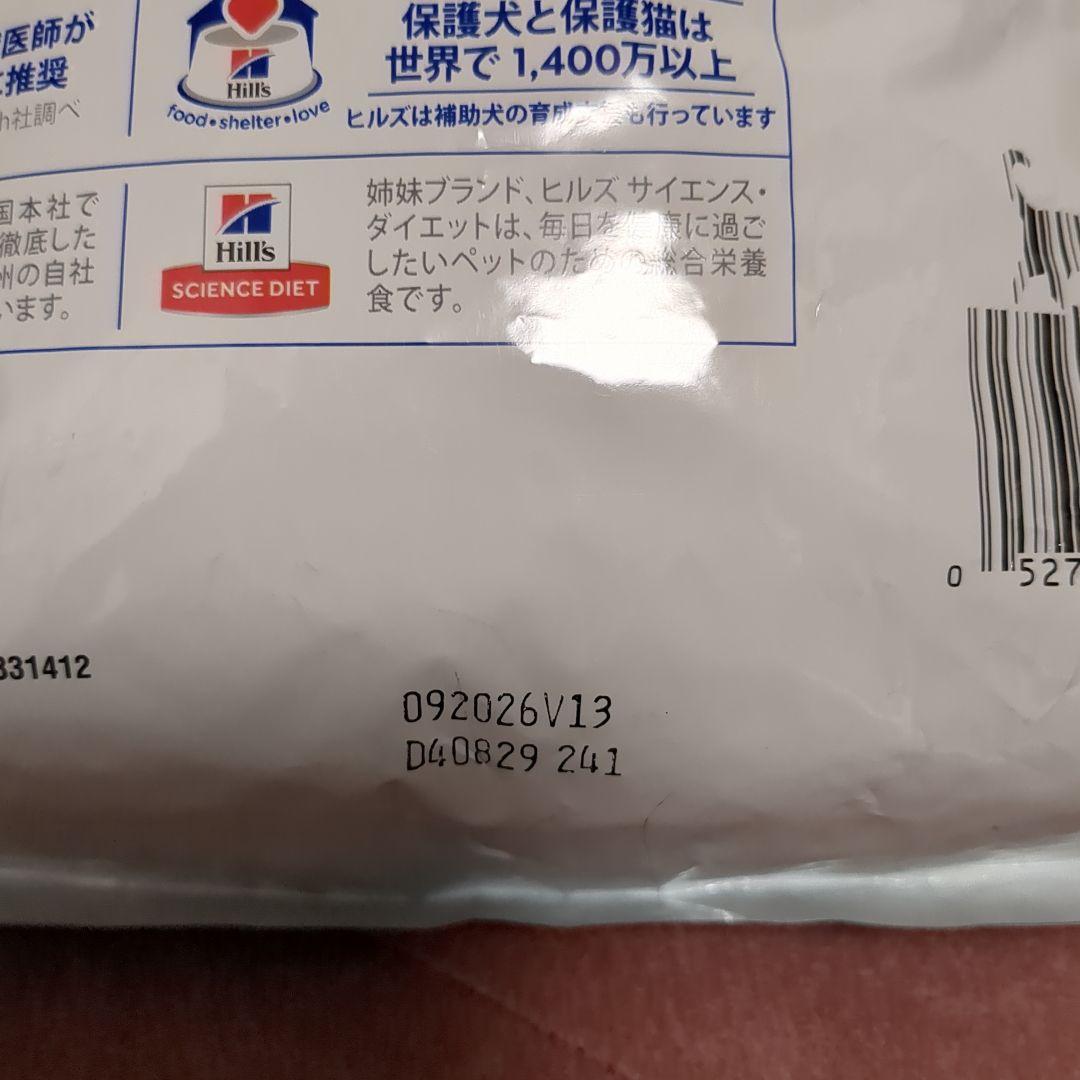 医師が
推奨
社調べ
Hill's
food•shelter•love
保護犬と保護猫は
世界で 1,400万以上
ヒルズは補助犬の育成 も行っています
国本社で
徹底した
州の自社
います。
Hill's
SCIENCE DIET
姉妹ブランド、ヒルズ サイエンス・
ダイエットは、毎日を健康に過ご
したいペットのための総合栄養
食です。
0 527
331412
092026V13
D40829 241